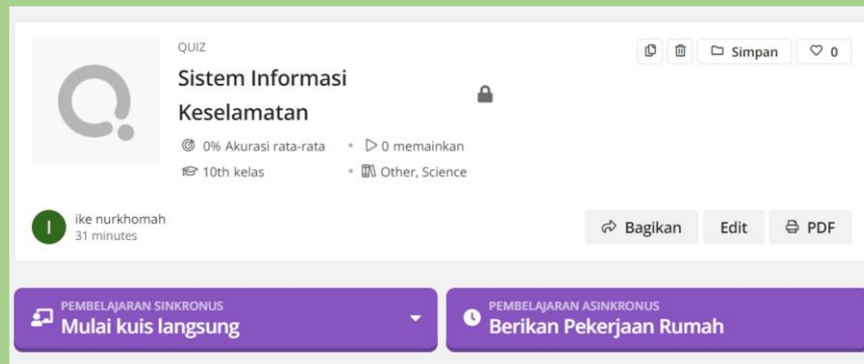 QUIZ
Sistem Informasi
Keselamatan
Simpan
0
0% Akurasi rata-rata
0 memainkan
10th kelas
Other, Science
I
ike nurkhomah
31 minutes
Bagikan
Edit
PDF
PEMBELAJARAN SINKRONUS
Mulai kuis langsung
PEMBELAJARAN ASINKRONUS
Berikan Pekerjaan Rumah